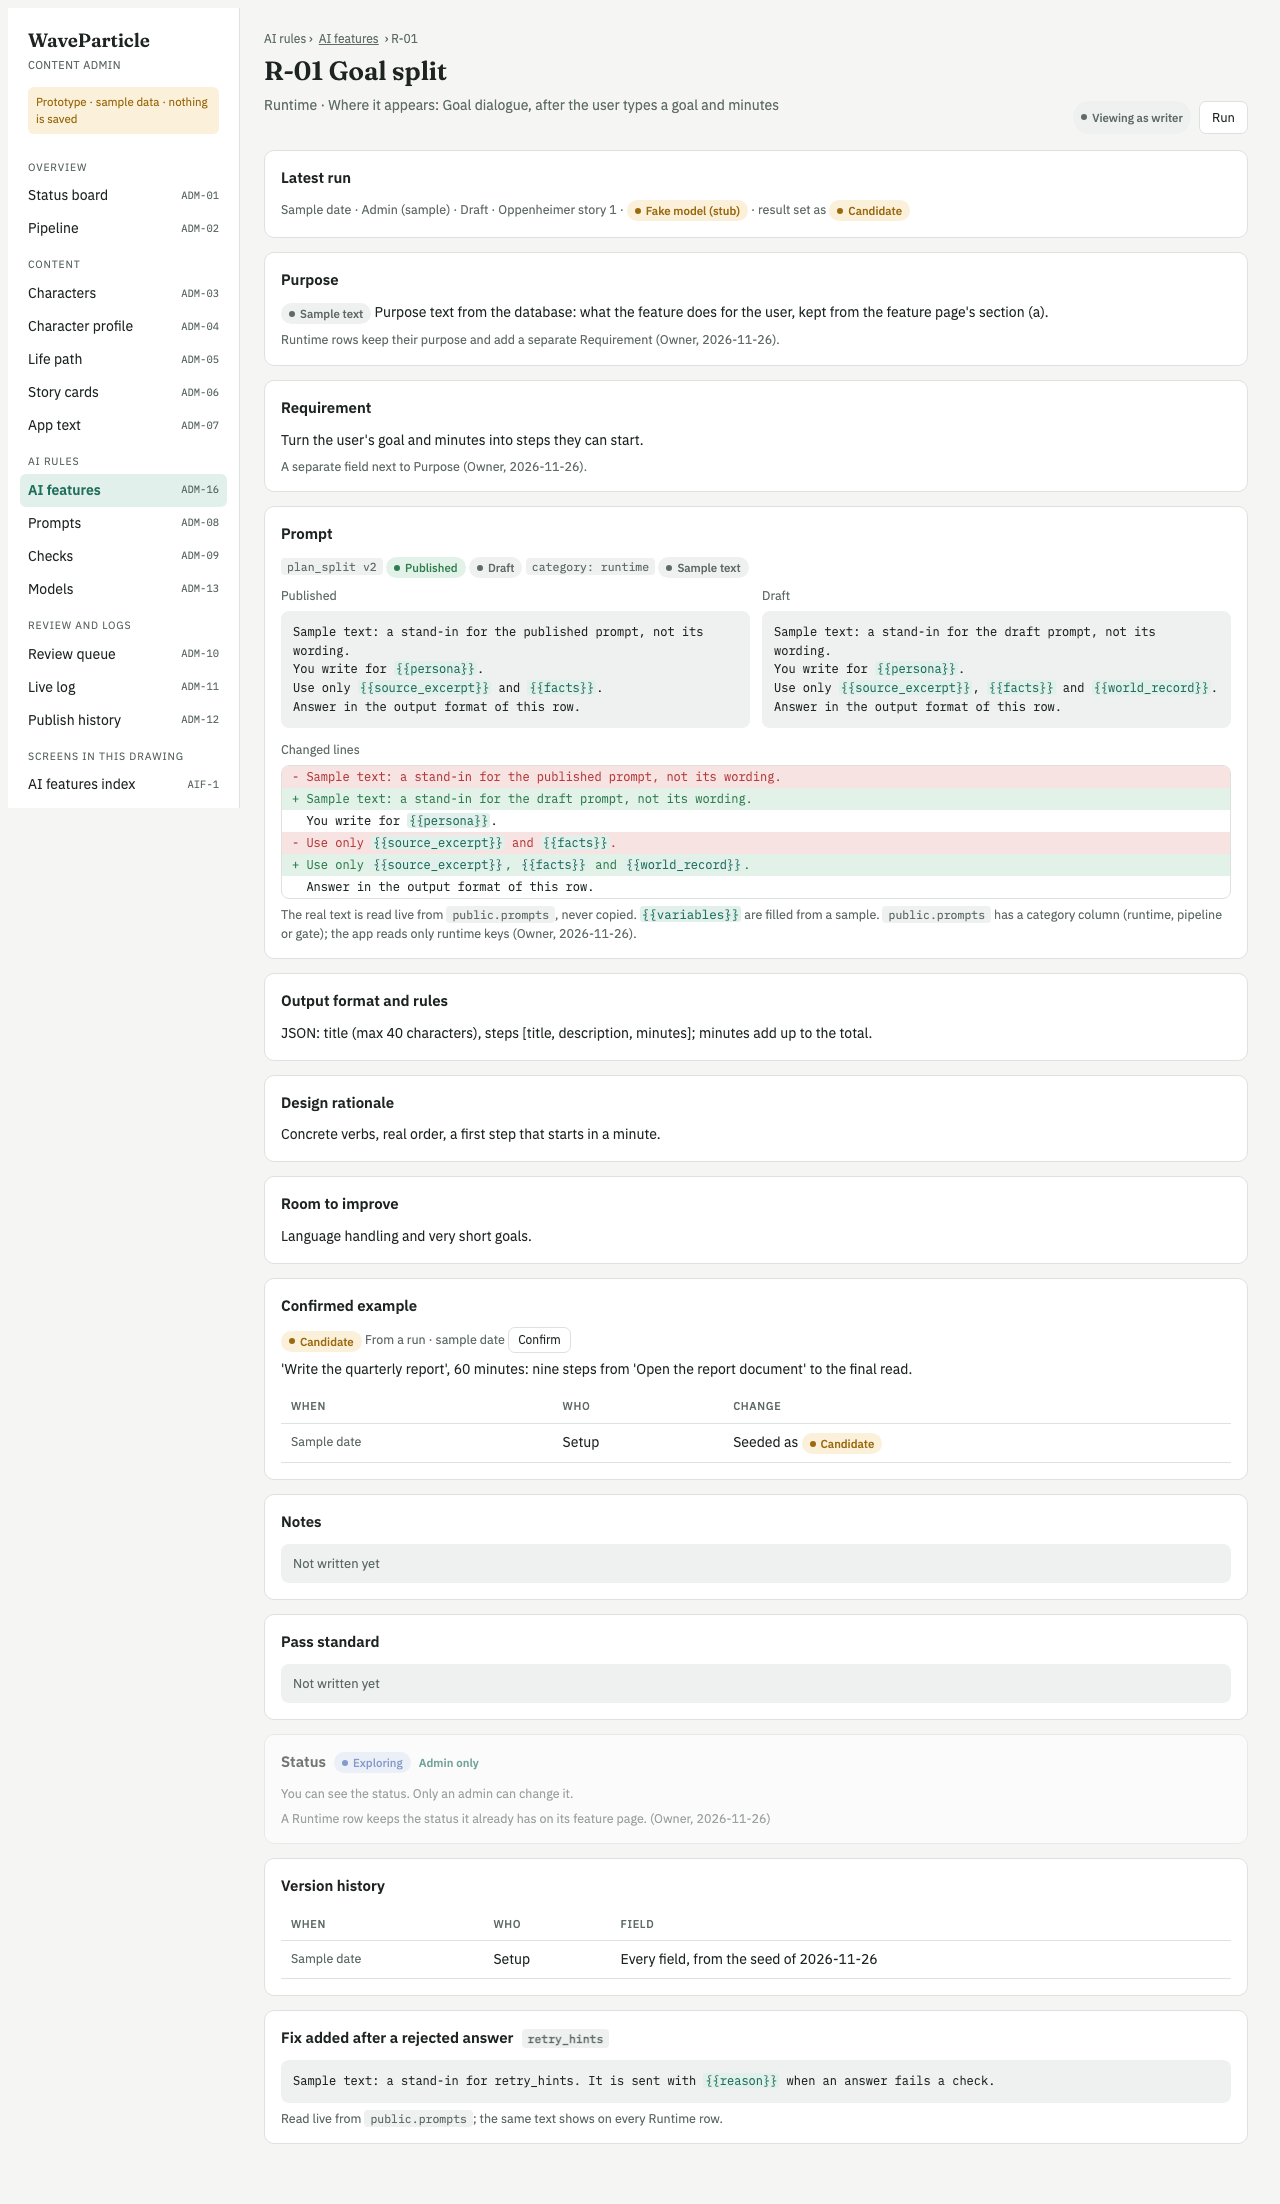 WaveParticle
CONTENT ADMIN
Prototype · sample data · nothing
is saved
OVERVIEW
Status board ADM-01
Pipeline ADM-02
CONTENT
Characters ADM-03
Character profile ADM-04
Life path ADM-05
Story cards ADM-06
App text ADM-07
AI RULES
AI features ADM-16
Prompts ADM-08
Checks ADM-09
Models ADM-13
REVIEW AND LOGS
Review queue ADM-10
Live log ADM-11
Publish history ADM-12
SCREENS IN THIS DRAWING
AI features index AIF-1
AI rules › AI features › R-01
R-01 Goal split
Runtime · Where it appears: Goal dialogue, after the user types a goal and minutes
Viewing as writer Run
Latest run
Sample date · Admin (sample) · Draft · Oppenheimer story 1 · Fake model (stub) · result set as Candidate
Purpose
Sample text Purpose text from the database: what the feature does for the user, kept from the feature page's section (a).
Runtime rows keep their purpose and add a separate Requirement (Owner, 2026-11-26).
Requirement
Turn the user's goal and minutes into steps they can start.
A separate field next to Purpose (Owner, 2026-11-26).
Prompt
plan_split v2 Published Draft category: runtime Sample text
Published
Sample text: a stand-in for the published prompt, not its
wording.
You write for {{persona}}.
Use only {{source_excerpt}} and {{facts}}.
Answer in the output format of this row.
Draft
Sample text: a stand-in for the draft prompt, not its
wording.
You write for {{persona}}.
Use only {{source_excerpt}}, {{facts}} and {{world_record}}.
Answer in the output format of this row.
Changed lines
- Sample text: a stand-in for the published prompt, not its wording.
+ Sample text: a stand-in for the draft prompt, not its wording.
You write for {{persona}}.
- Use only {{source_excerpt}} and {{facts}}.
+ Use only {{source_excerpt}}, {{facts}} and {{world_record}}.
Answer in the output format of this row.
The real text is read live from public.prompts, never copied. {{variables}} are filled from a sample. public.prompts has a category column (runtime, pipeline
or gate); the app reads only runtime keys (Owner, 2026-11-26).
Output format and rules
JSON: title (max 40 characters), steps [title, description, minutes]; minutes add up to the total.
Design rationale
Concrete verbs, real order, a first step that starts in a minute.
Room to improve
Language handling and very short goals.
Confirmed example
Candidate From a run · sample date Confirm
'Write the quarterly report', 60 minutes: nine steps from 'Open the report document' to the final read.
WHEN WHO CHANGE
Sample date Setup Seeded as Candidate
Notes
Not written yet
Pass standard
Not written yet
Status Exploring Admin only
You can see the status. Only an admin can change it.
A Runtime row keeps the status it already has on its feature page. (Owner, 2026-11-26)
Version history
WHEN WHO FIELD
Sample date Setup Every field, from the seed of 2026-11-26
Fix added after a rejected answer retry_hints
Sample text: a stand-in for retry_hints. It is sent with {{reason}} when an answer fails a check.
Read live from public.prompts; the same text shows on every Runtime row.